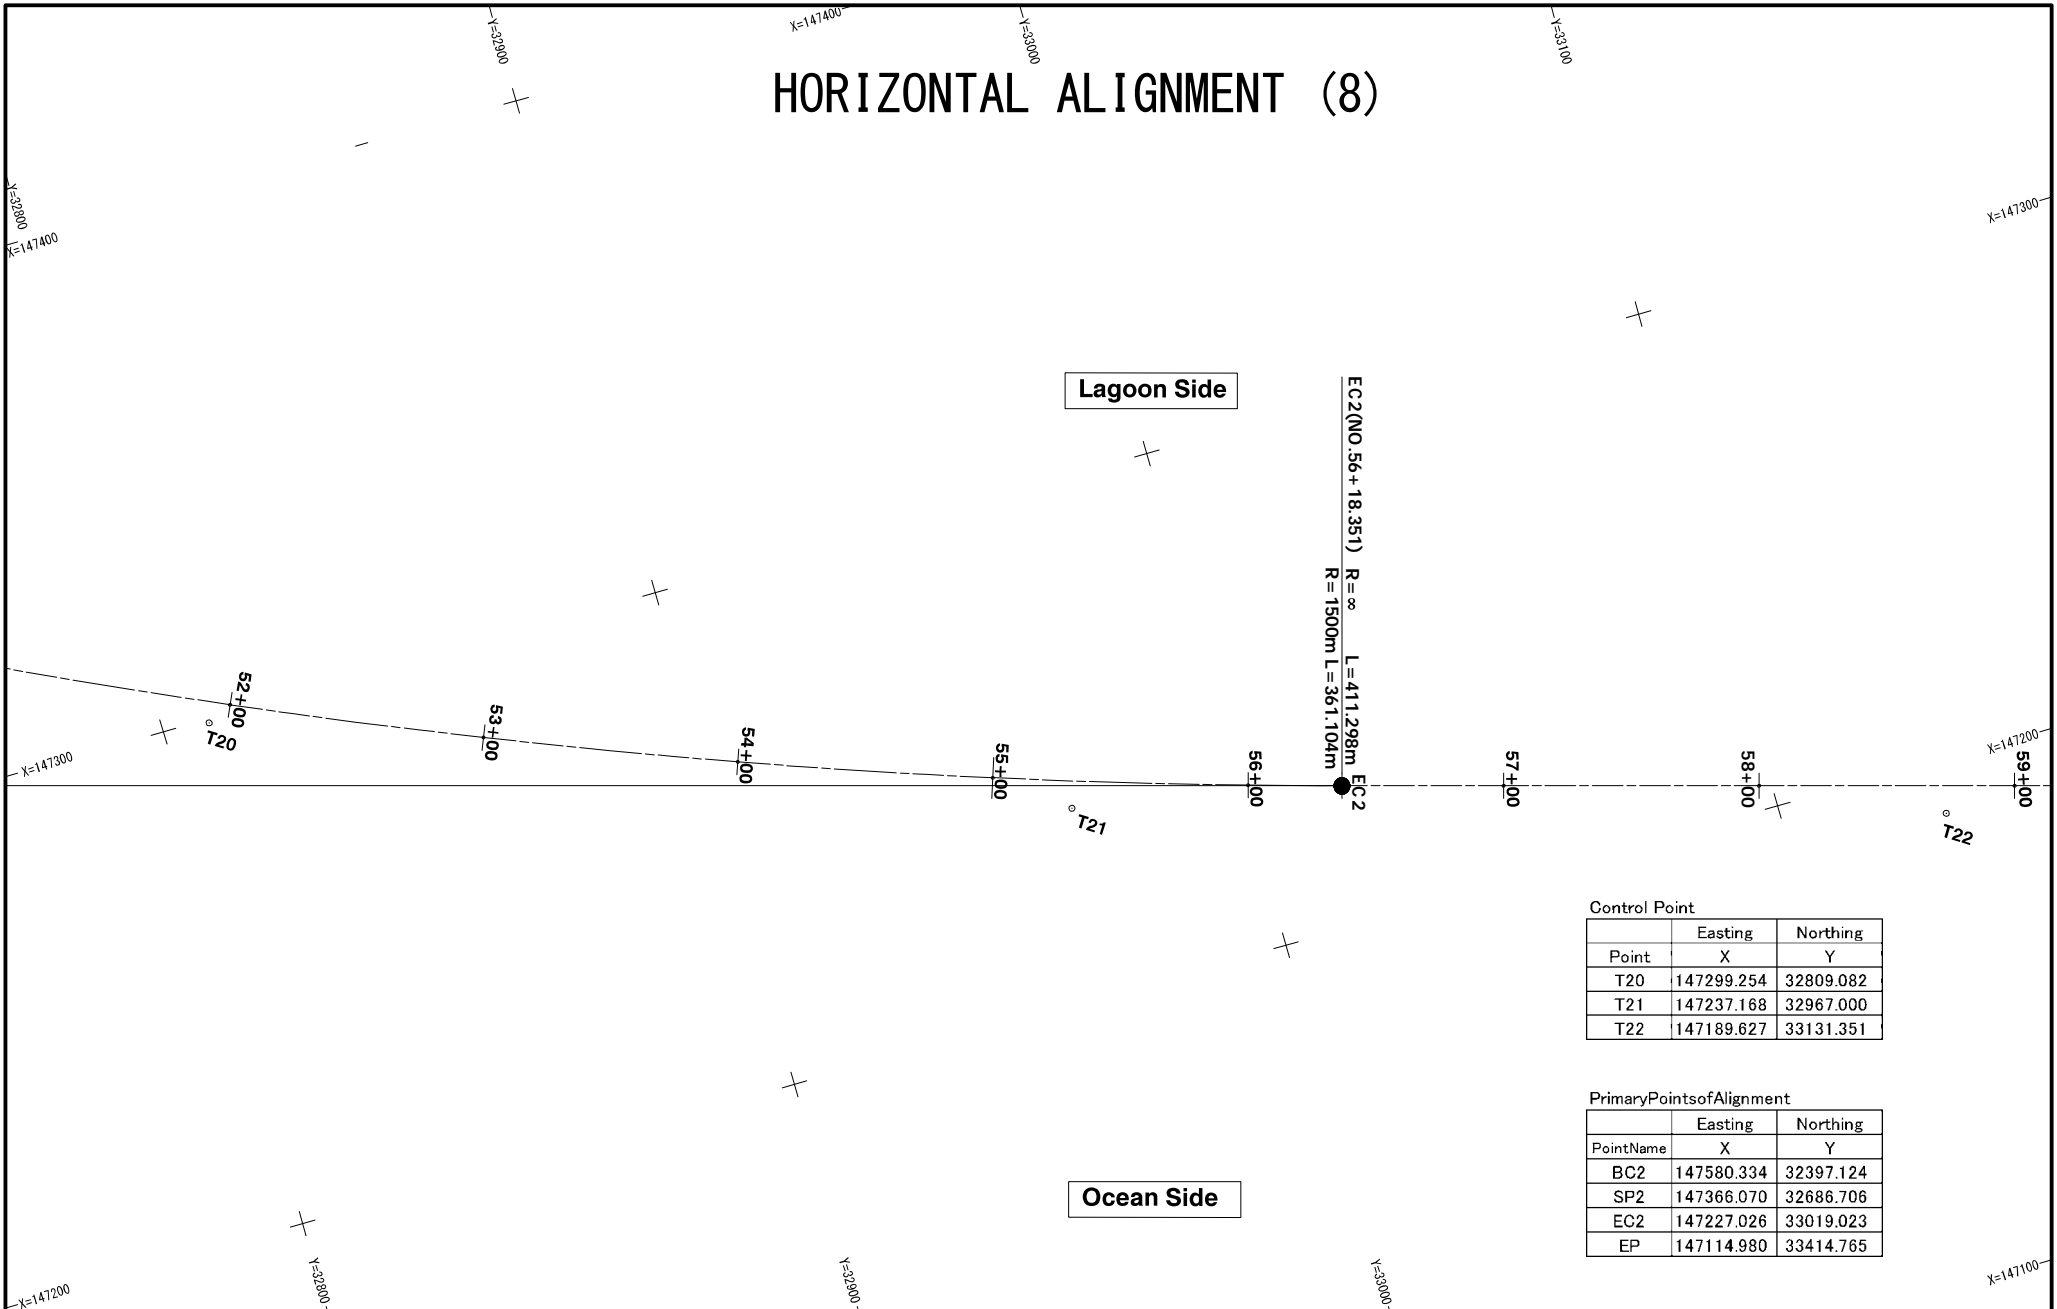 X=147400
Y=32900
Y=33000
Y=33100
HORIZONTAL ALIGNMENT (8)
Y=32800
X=147400
X=147300
Lagoon Side
EC2(NO.56+18.351) R=∞ L=411.298m
R=1500m L=361.104m
EC2
52+00
53+00
54+00
55+00
56+00
57+00
58+00
59+00
T20
T21
T22
X=147300
X=147200
Control Point
Easting Northing
Point X Y
T20 147299.254 32809.082
T21 147237.168 32967.000
T22 147189.627 33131.351
PrimaryPointsofAlignment
Easting Northing
PointName X Y
BC2 147580.334 32397.124
SP2 147366.070 32686.706
EC2 147227.026 33019.023
EP 147114.980 33414.765
Ocean Side
X=147200
Y=32800
Y=32900
Y=33000
X=147100